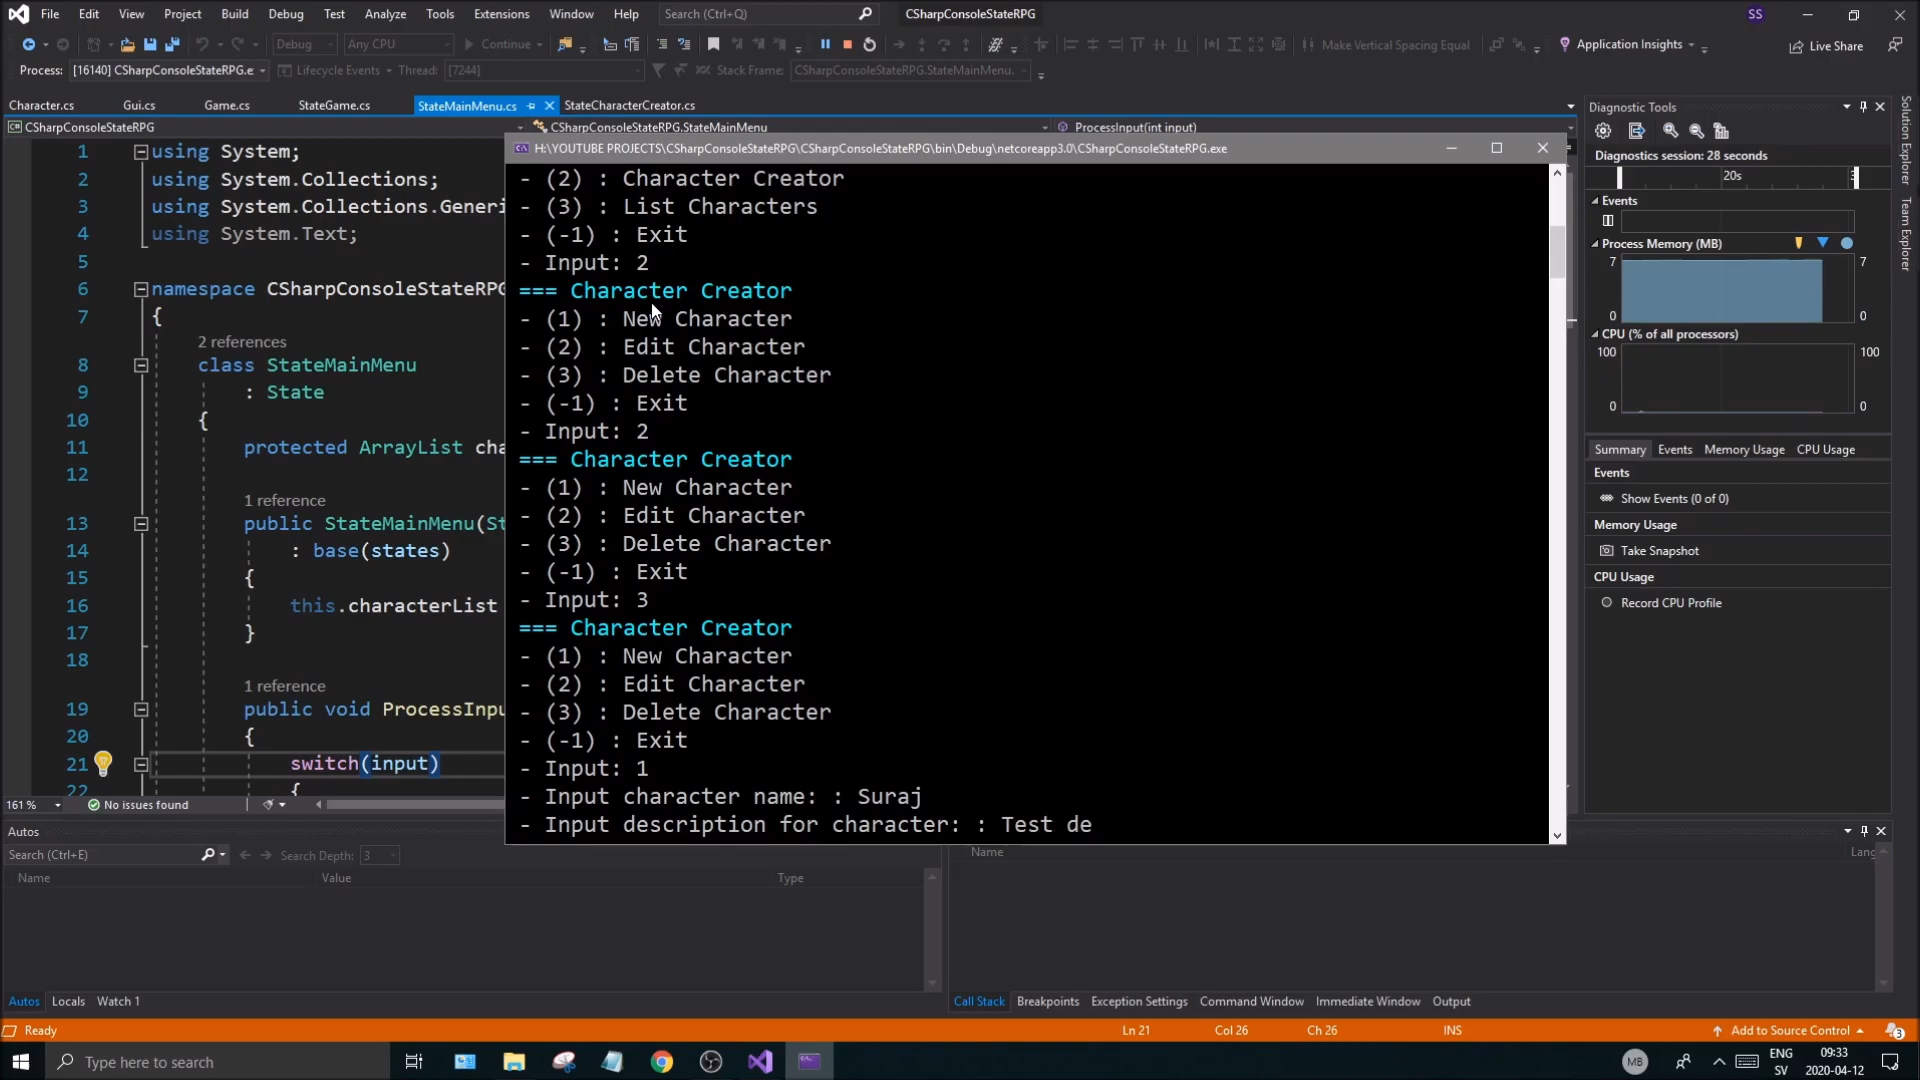 File Edit View Project Build Debug Test Analyze Tools Extensions Window Help Search (Ctrl+Q) CSharpConsoleStateRPG SS
Debug Any CPU Continue Make Vertical Spacing Equal Application Insights Live Share
Process: [16140] CSharpConsoleStateRPG.e Lifecycle Events Thread: [7244] Stack Frame: CSharpConsoleStateRPG.StateMainMenu.
Character.cs Gui.cs Game.cs StateGame.cs StateMainMenu.cs StateCharacterCreator.cs
CSharpConsoleStateRPG CSharpConsoleStateRPG.StateMainMenu ProcessInput(int input)
H:\YOUTUBE PROJECTS\CSharpConsoleStateRPG\CSharpConsoleStateRPG\bin\Debug\netcoreapp3.0\CSharpConsoleStateRPG.exe
1 using System;
2 using System.Collections;
3 using System.Collections.Generi
4 using System.Text;
5
6 namespace CSharpConsoleStateRPG
7 {
2 references
8 class StateMainMenu
9 : State
10 {
11 protected ArrayList cha
12
1 reference
13 public StateMainMenu(St
14 : base(states)
15 {
16 this.characterList
17 }
18
1 reference
19 public void ProcessInpu
20 {
21 switch(input)
22 {
- (2) : Character Creator
- (3) : List Characters
- (-1) : Exit
- Input: 2
=== Character Creator
- (1) : New Character
- (2) : Edit Character
- (3) : Delete Character
- (-1) : Exit
- Input: 2
=== Character Creator
- (1) : New Character
- (2) : Edit Character
- (3) : Delete Character
- (-1) : Exit
- Input: 3
=== Character Creator
- (1) : New Character
- (2) : Edit Character
- (3) : Delete Character
- (-1) : Exit
- Input: 1
- Input character name: : Suraj
- Input description for character: : Test de
Diagnostic Tools
Diagnostics session: 28 seconds
20s
Events
Process Memory (MB)
7 7
0 0
CPU (% of all processors)
100 100
0 0
Summary Events Memory Usage CPU Usage
Events
Show Events (0 of 0)
Memory Usage
Take Snapshot
CPU Usage
Record CPU Profile
Solution Explorer
Team Explorer
161 % No issues found
Autos
Search (Ctrl+E) Search Depth: 3
Name Value Type
Name Lang
Autos Locals Watch 1
Call Stack Breakpoints Exception Settings Command Window Immediate Window Output
Ready Ln 21 Col 26 Ch 26 INS Add to Source Control 3
Type here to search
MB ENG SV 09:33 2020-04-12